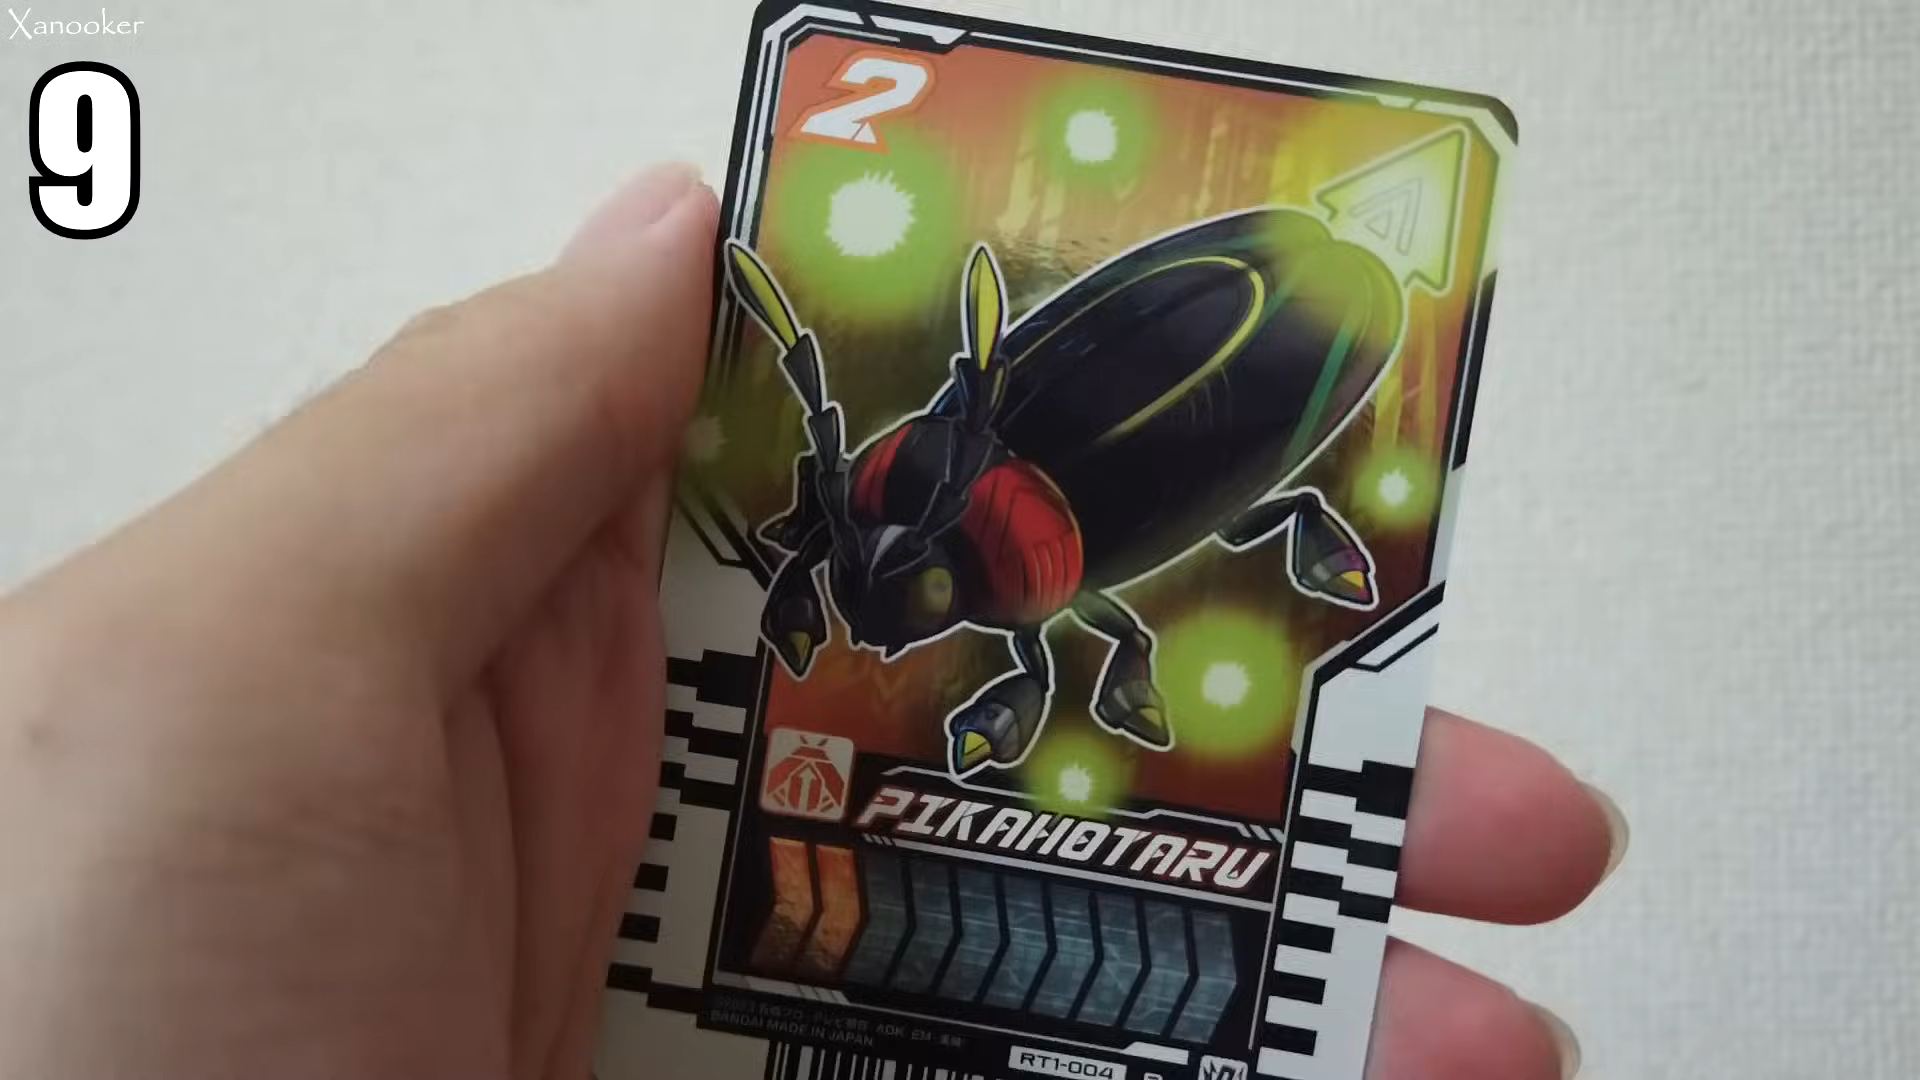 Xanooker
9
2
PIKAHOTARU
BANDAI MADE IN JAPAN
RT1-004